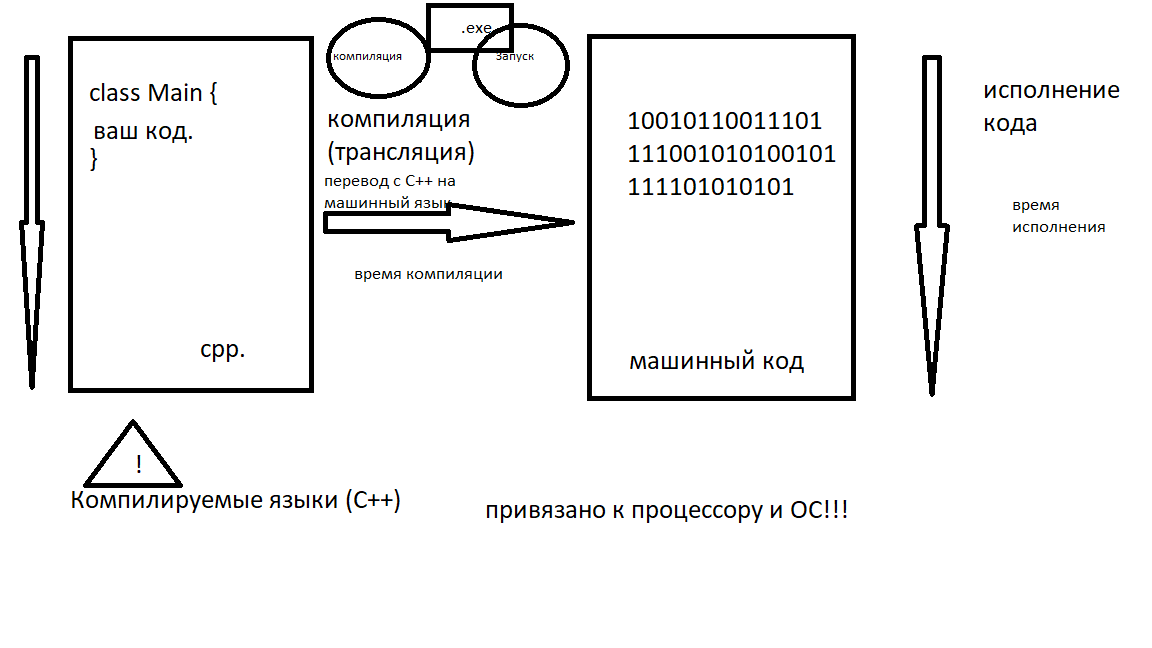 class Main {
ваш код.
}
cpp.
компиляция
.exe
Запуск
компиляция
(трансляция)
перевод с C++ на
машинный язык
время компиляции
10010110011101
111001010100101
111101010101
машинный код
исполнение
кода
время
исполнения
!
Компилируемые языки (C++)
привязано к процессору и ОС!!!